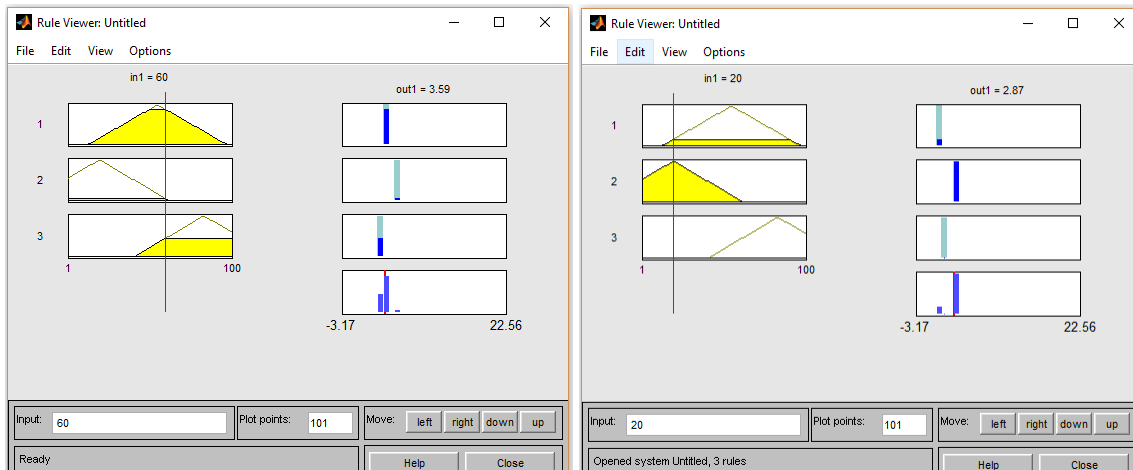 Rule Viewer: Untitled
File Edit View Options
in1 = 60
out1 = 3.59
1
2
3
1 100
-3.17 22.56
Input: 60 Plot points: 101 Move: left right down up
Ready
Help Close
Rule Viewer: Untitled
File Edit View Options
in1 = 20
out1 = 2.87
1
2
3
1 100
-3.17 22.56
Input: 20 Plot points: 101 Move: left right down up
Opened system Untitled, 3 rules
Help Close